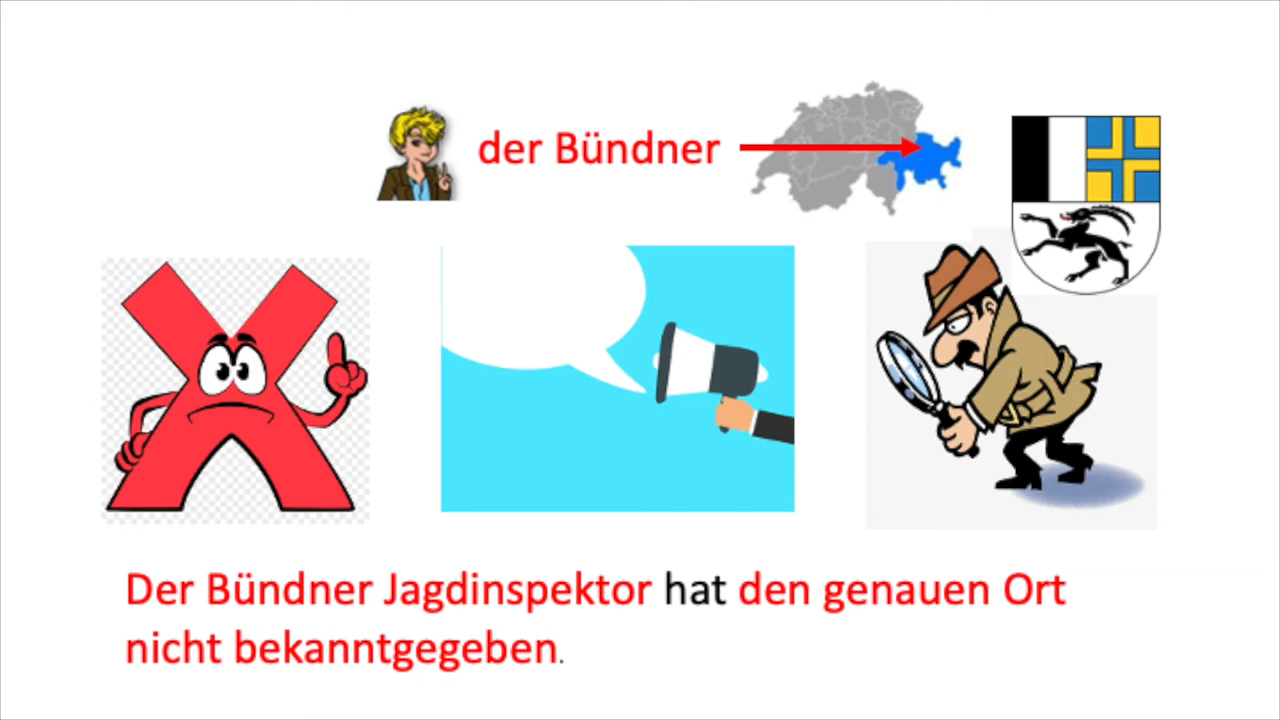 der Bündner
Der Bündner Jagdinspektor hat den genauen Ort
nicht bekanntgegeben.